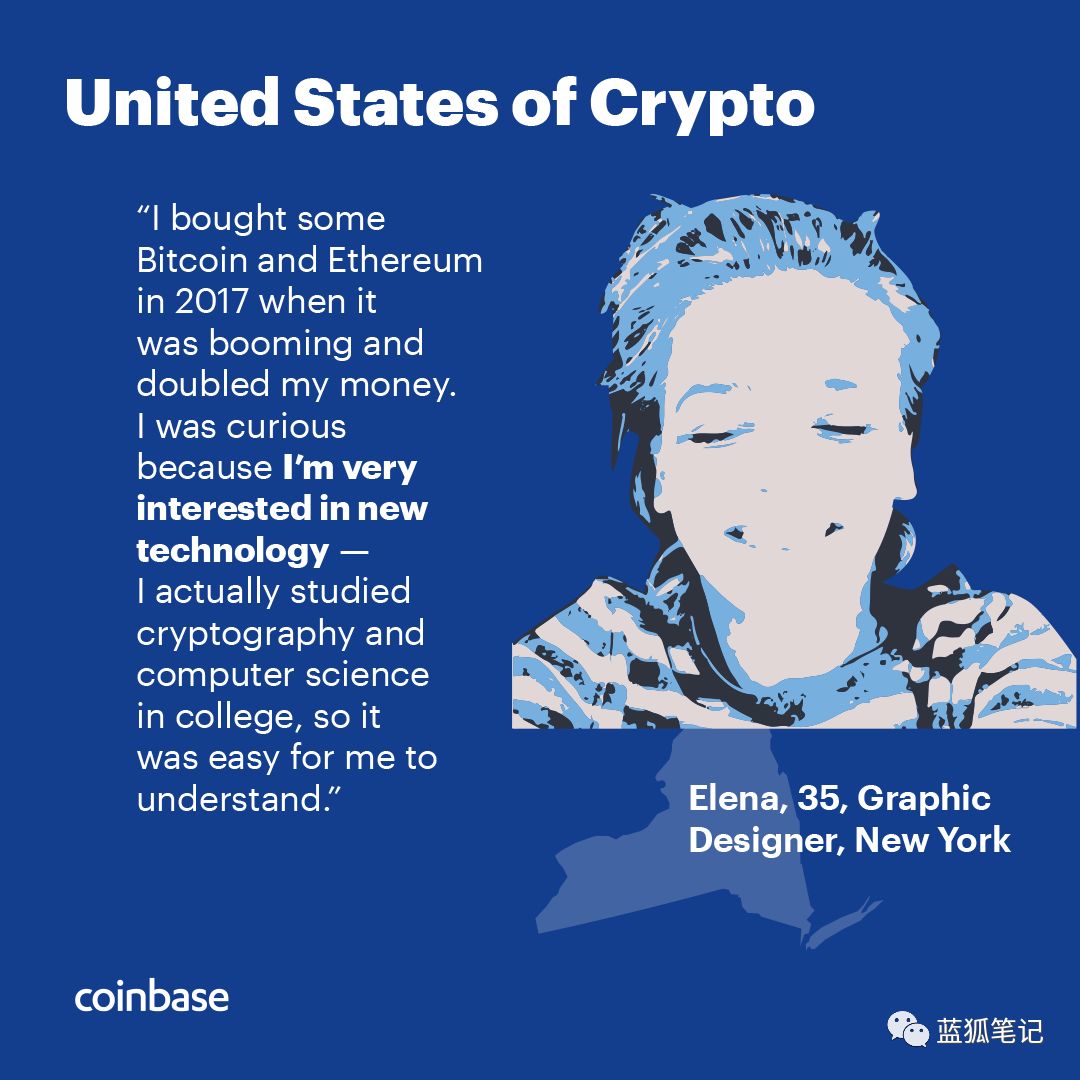 United States of Crypto
“I bought some
Bitcoin and Ethereum
in 2017 when it
was booming and
doubled my money.
I was curious
because I’m very
interested in new
technology —
I actually studied
cryptography and
computer science
in college, so it
was easy for me to
understand.”
Elena, 35, Graphic
Designer, New York
coinbase
蓝狐笔记